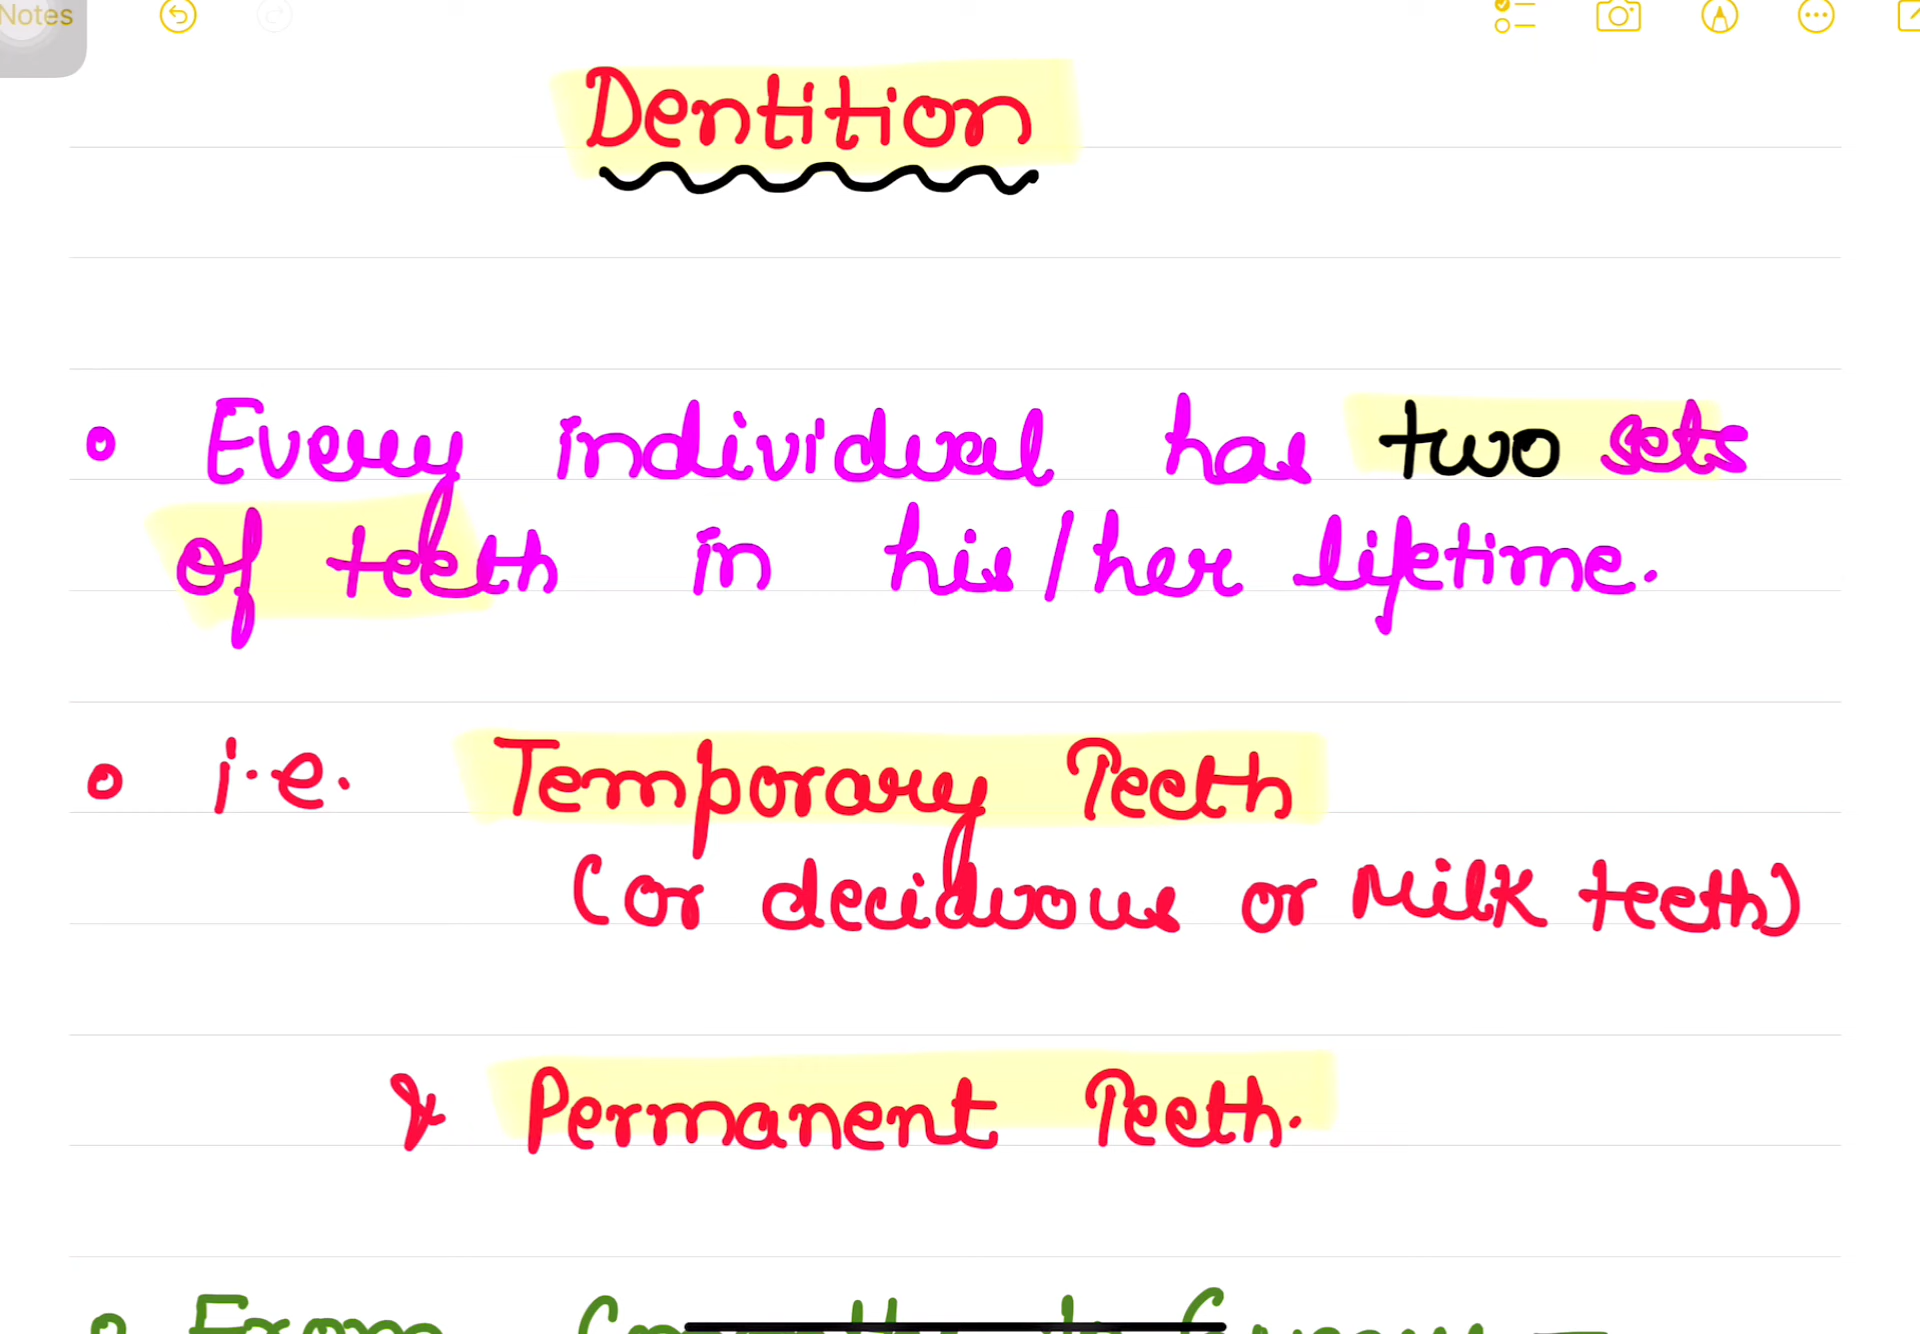 Notes
Dentition
o Every individual has two sets
of teeth in his/her lifetime.
o i.e. Temporary Teeth
(or deciduous or Milk teeth)
& Permanent Teeth.
o From